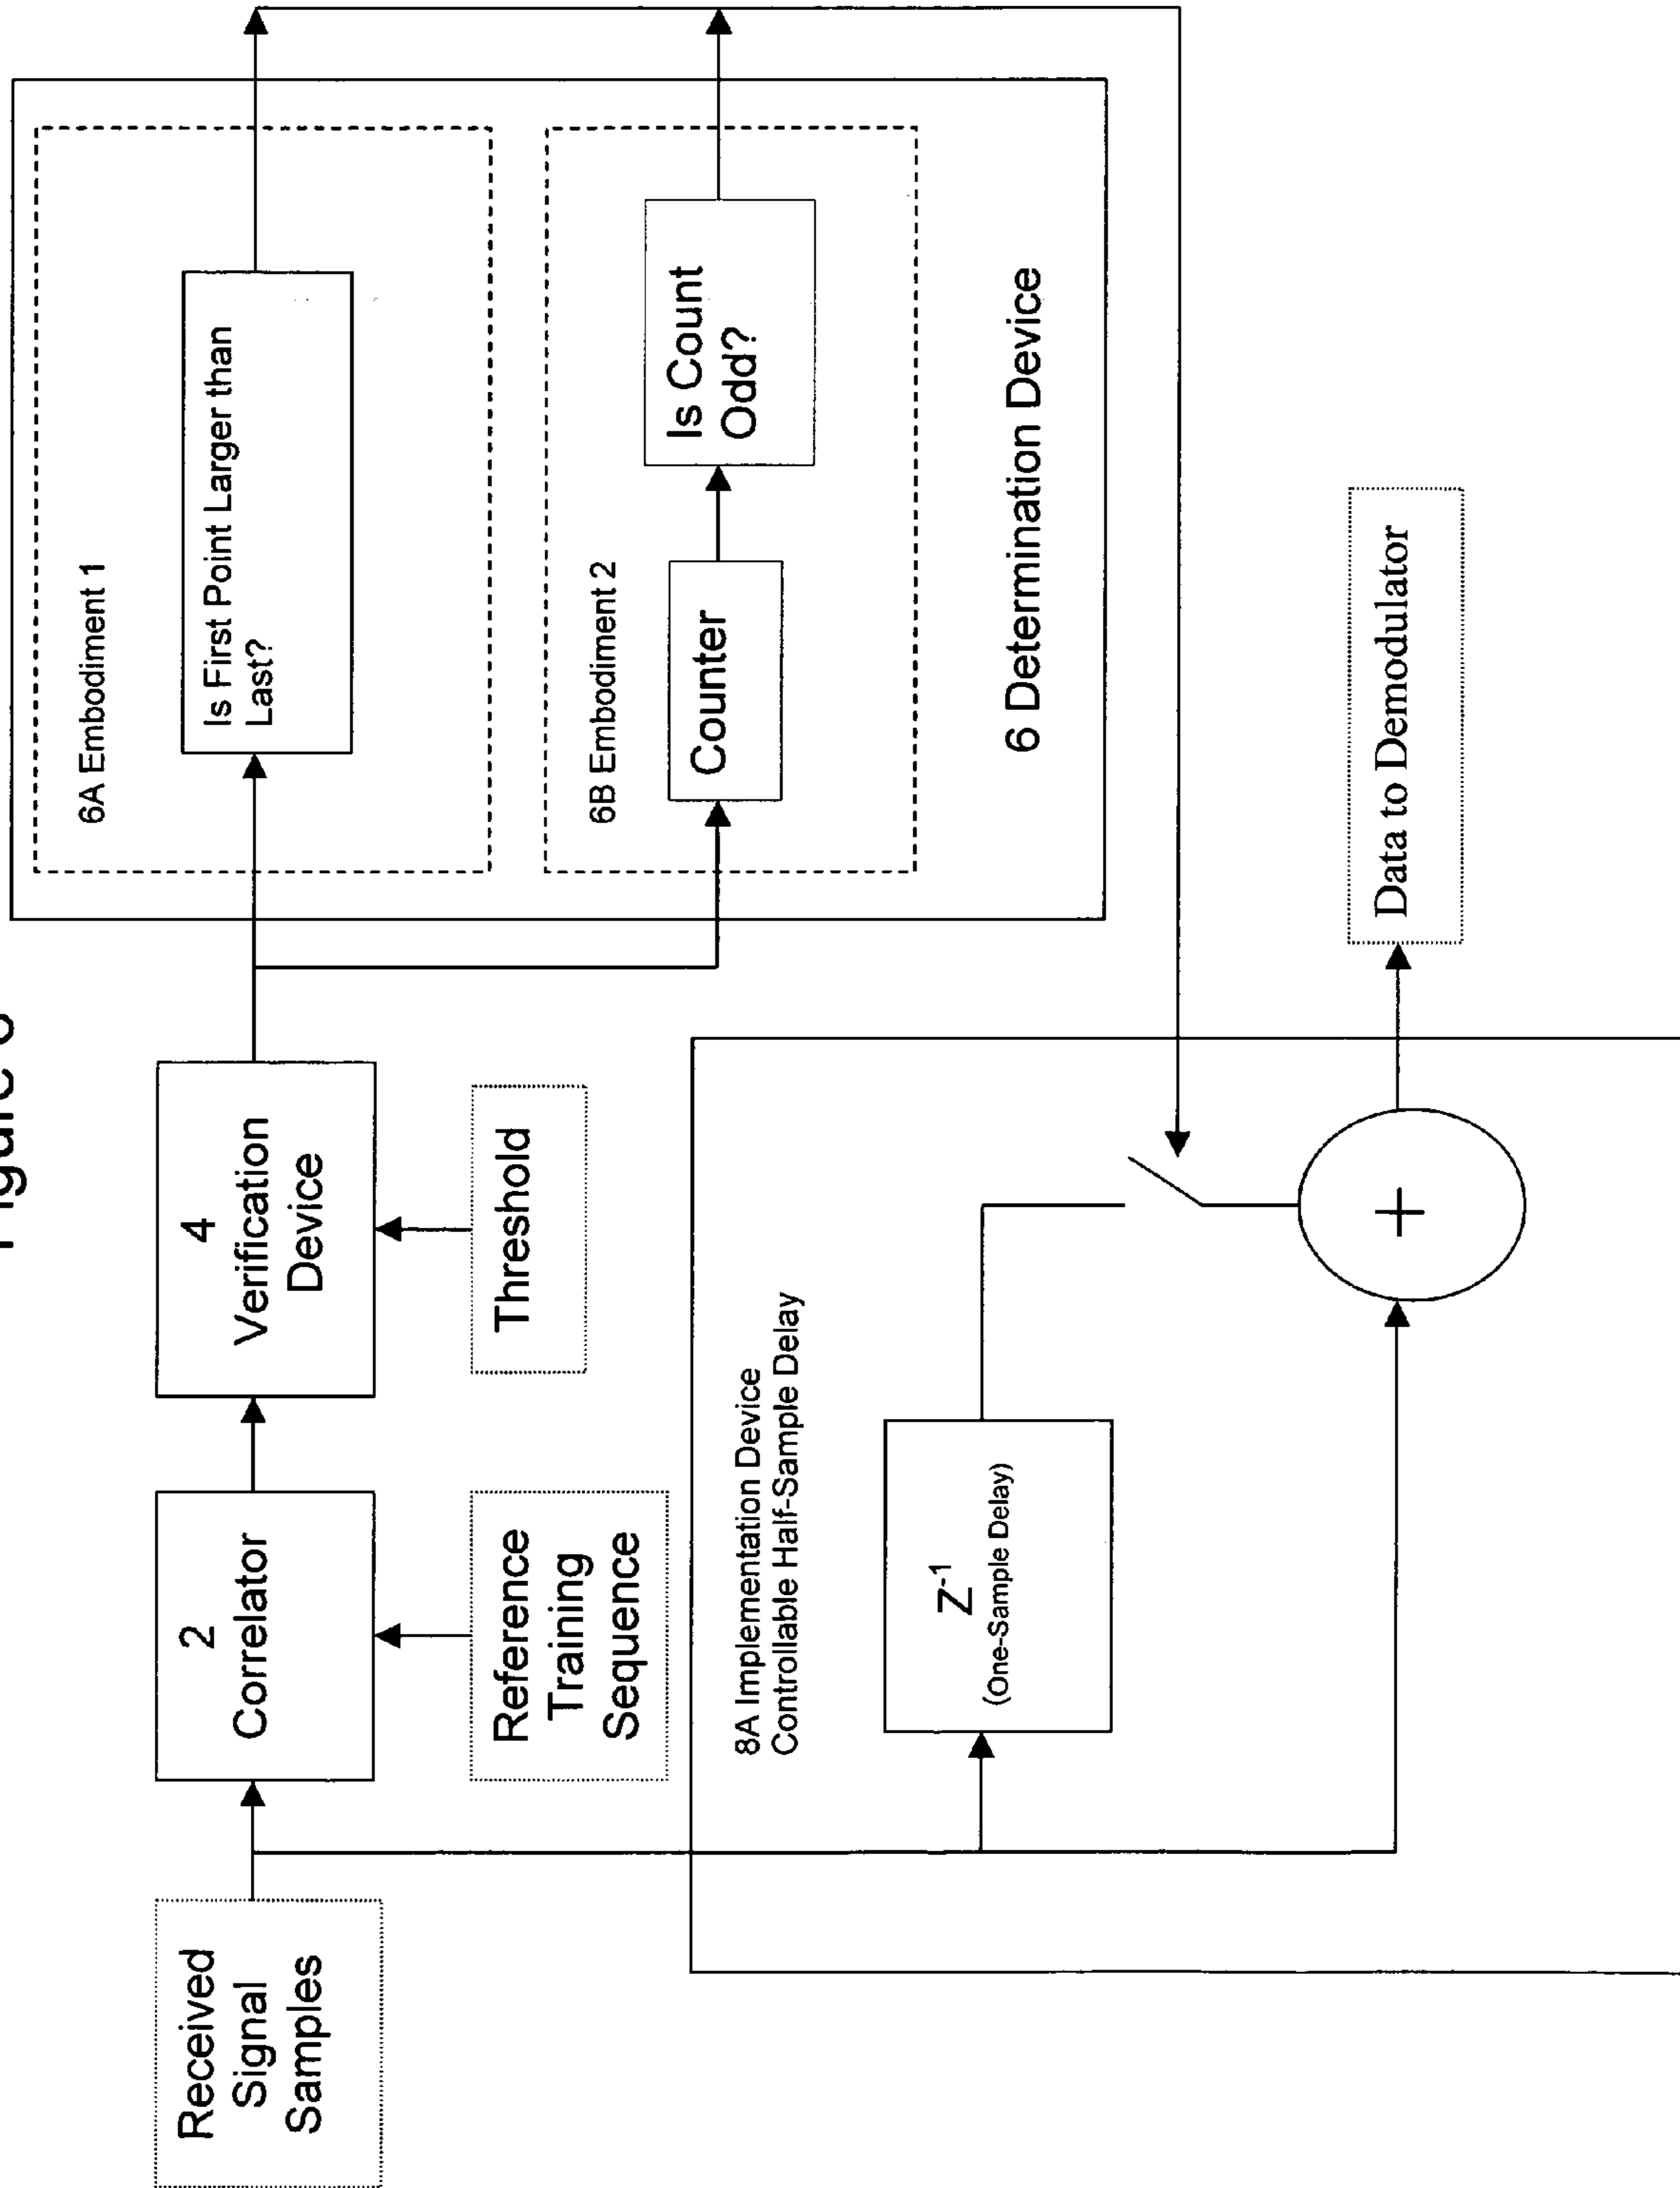 Received
Signal
Samples
2
Correlator
Reference
Training
Sequence
4
Verification
Device
Threshold
6A Embodiment 1
Is First Point Larger than
Last?
6B Embodiment 2
Counter
Is Count
Odd?
6 Determination Device
8A Implementation Device
Controllable Half-Sample Delay
Z-1
(One-Sample Delay)
+
Data to Demodulator